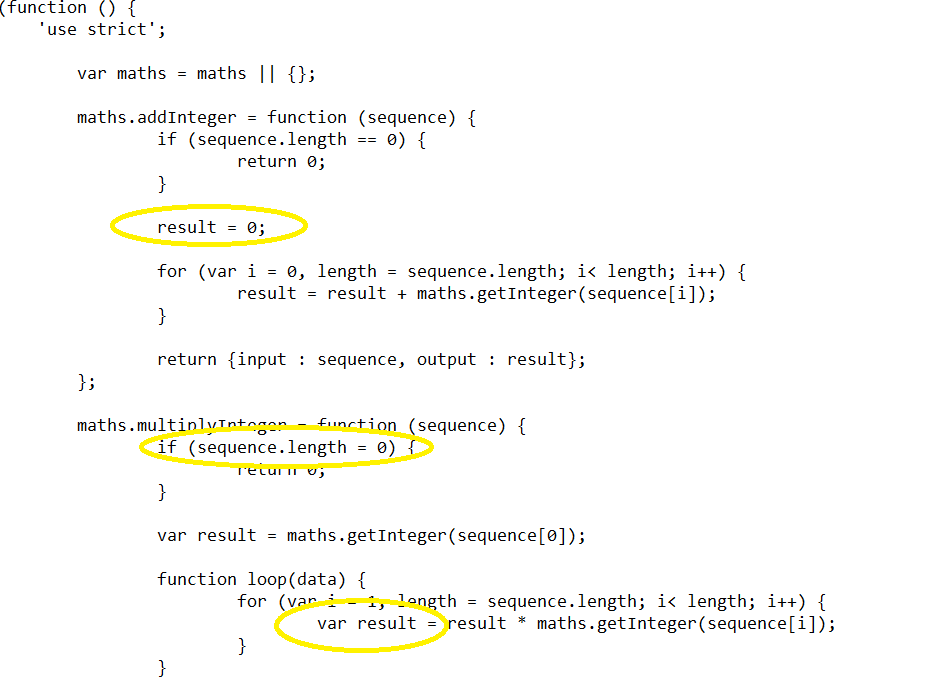 (function () {
'use strict';
var maths = maths || {};
maths.addInteger = function (sequence) {
if (sequence.length == 0) {
return 0;
}
result = 0;
for (var i = 0, length = sequence.length; i< length; i++) {
result = result + maths.getInteger(sequence[i]);
}
return {input : sequence, output : result};
};
maths.multiplyInteger = function (sequence) {
if (sequence.length = 0) {
return 0;
}
var result = maths.getInteger(sequence[0]);
function loop(data) {
for (var i = 1, length = sequence.length; i< length; i++) {
var result = result * maths.getInteger(sequence[i]);
}
}